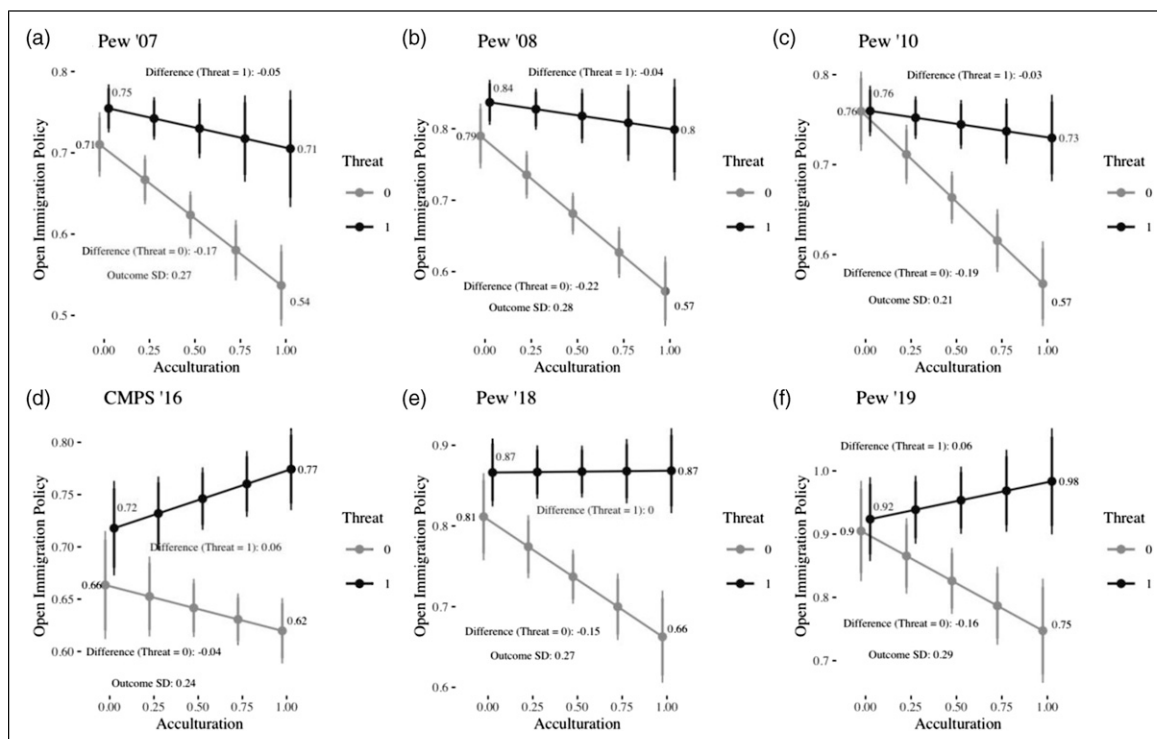 (a) Pew '07
Difference (Threat = 1): -0.05
0.8
0.75
0.71
0.7
0.71
Threat
0
1
0.6
Difference (Threat = 0): -0.17
Outcome SD: 0.27
0.54
0.5
Open Immigration Policy
0.00 0.25 0.50 0.75 1.00
Acculturation
(b) Pew '08
Difference (Threat = 1): -0.04
0.84
0.8
0.79
0.8
Threat
0
1
0.7
0.6
Difference (Threat = 0): -0.22
Outcome SD: 0.28
0.57
Open Immigration Policy
0.00 0.25 0.50 0.75 1.00
Acculturation
(c) Pew '10
0.8
Difference (Threat = 1): -0.03
0.76
0.76
0.73
0.7
Threat
0
1
0.6
Difference (Threat = 0): -0.19
Outcome SD: 0.21
0.57
Open Immigration Policy
0.00 0.25 0.50 0.75 1.00
Acculturation
(d) CMPS '16
0.80
0.77
0.75
0.72
0.70
Difference (Threat = 1): 0.06
Threat
0
1
0.66
0.65
0.62
0.60
Difference (Threat = 0): -0.04
Outcome SD: 0.24
Open Immigration Policy
0.00 0.25 0.50 0.75 1.00
Acculturation
(e) Pew '18
0.9
0.87
0.87
0.81
0.8
Difference (Threat = 1): 0
Threat
0
1
0.7
Difference (Threat = 0): -0.15
Outcome SD: 0.27
0.66
0.6
Open Immigration Policy
0.00 0.25 0.50 0.75 1.00
Acculturation
(f) Pew '19
Difference (Threat = 1): 0.06
1.0
0.98
0.92
0.9
0.9
Threat
0
1
0.8
Difference (Threat = 0): -0.16
0.75
Outcome SD: 0.29
0.7
Open Immigration Policy
0.00 0.25 0.50 0.75 1.00
Acculturation